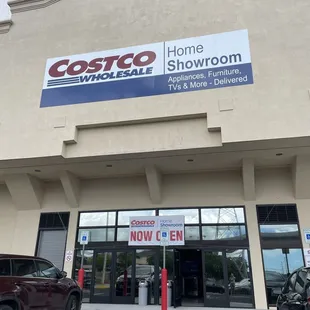 COSTCO
WHOLESALE
Home
Showroom
Appliances, Furniture,
TVs & More - Delivered
COSTCO
Showroom
NOW OPEN